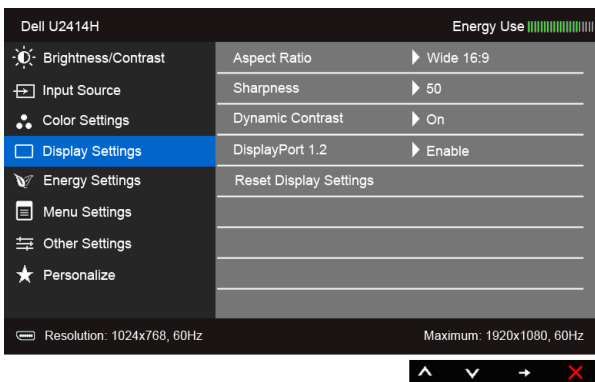 Dell U2414H Energy Use
Brightness/Contrast Aspect Ratio Wide 16:9
Input Source Sharpness 50
Color Settings Dynamic Contrast On
Display Settings DisplayPort 1.2 Enable
Energy Settings Reset Display Settings
Menu Settings
Other Settings
Personalize
Resolution: 1024x768, 60Hz Maximum: 1920x1080, 60Hz